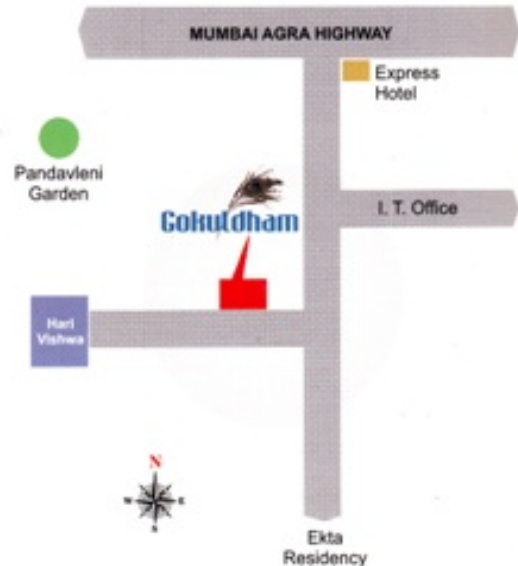 MUMBAI AGRA HIGHWAY
Express
Hotel
Pandavleni
Garden
Gokuldham
I. T. Office
Hari
Vishwa
N
W
E
S
Ekta
Residency